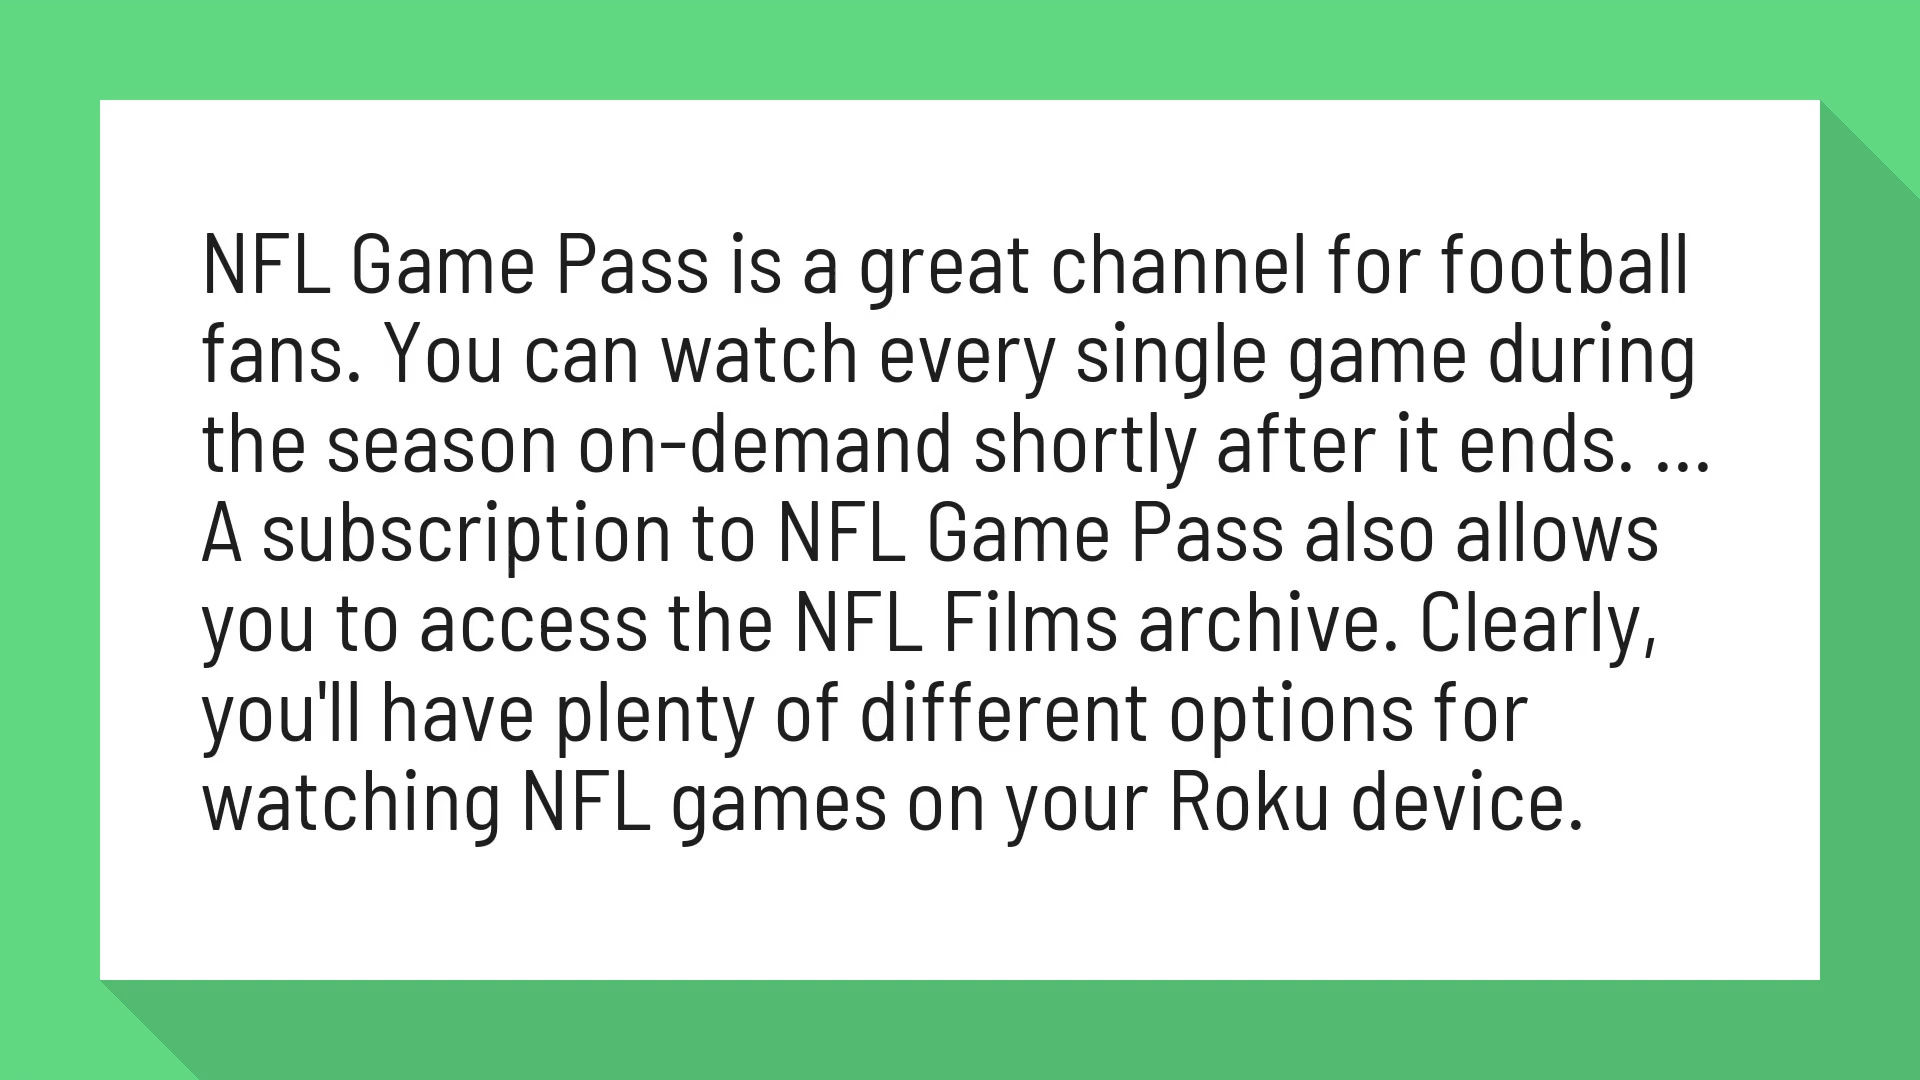 NFL Game Pass is a great channel for football
fans. You can watch every single game during
the season on-demand shortly after it ends. ...
A subscription to NFL Game Pass also allows
you to access the NFL Films archive. Clearly,
you'll have plenty of different options for
watching NFL games on your Roku device.